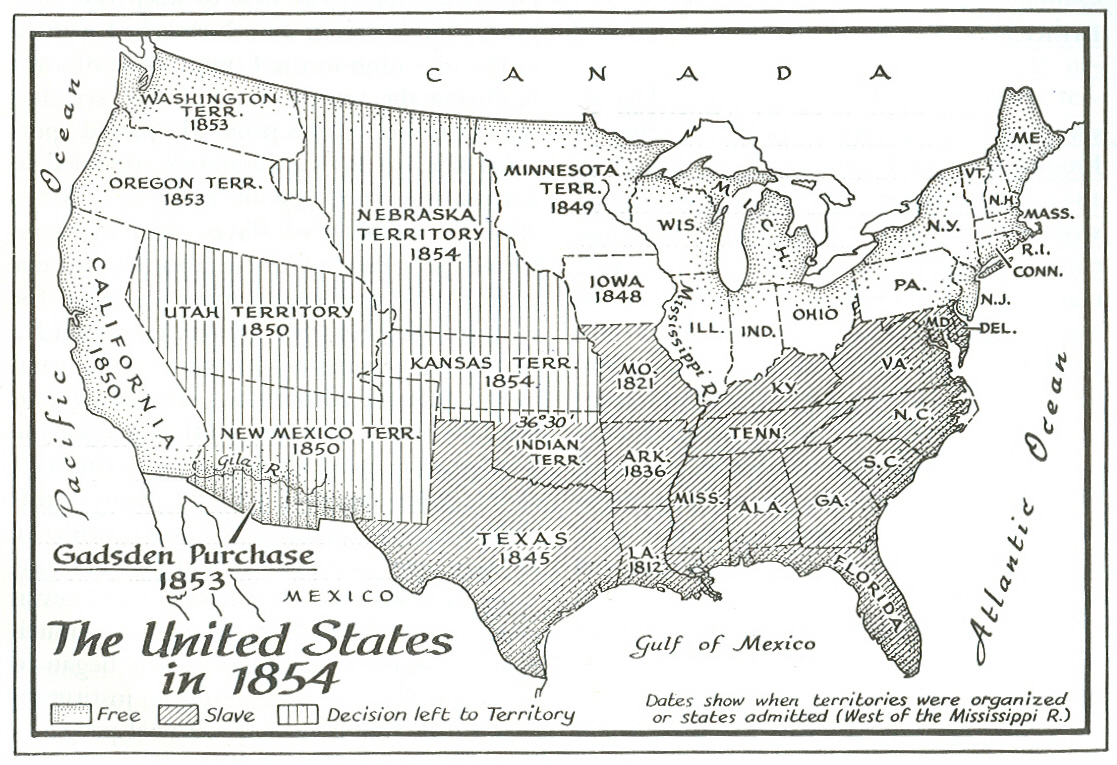 CANADA
Pacific Ocean
WASHINGTON
TERR.
1853
OREGON TERR.
1853
NEBRASKA
TERRITORY
1854
MINNESOTA
TERR.
1849
WIS.
MICH.
ME.
VT.
N.H.
MASS.
N.Y.
R.I.
CONN.
CALIFORNIA
1850
UTAH TERRITORY
1850
IOWA
1848
Mississippi R.
ILL.
IND.
OHIO
PA.
N.J.
MD.
DEL.
KANSAS TERR.
1854
MO.
1821
KY.
VA.
36°30'
NEW MEXICO TERR.
1850
Gila R.
INDIAN
TERR.
ARK.
1836
TENN.
N.C.
S.C.
MISS.
ALA.
GA.
Gadsden Purchase
1853
TEXAS
1845
LA.
1812
FLORIDA
Atlantic Ocean
MEXICO
Gulf of Mexico
The United States
in 1854
Free
Slave
Decision left to Territory
Dates show when territories were organized
or states admitted (West of the Mississippi R.)